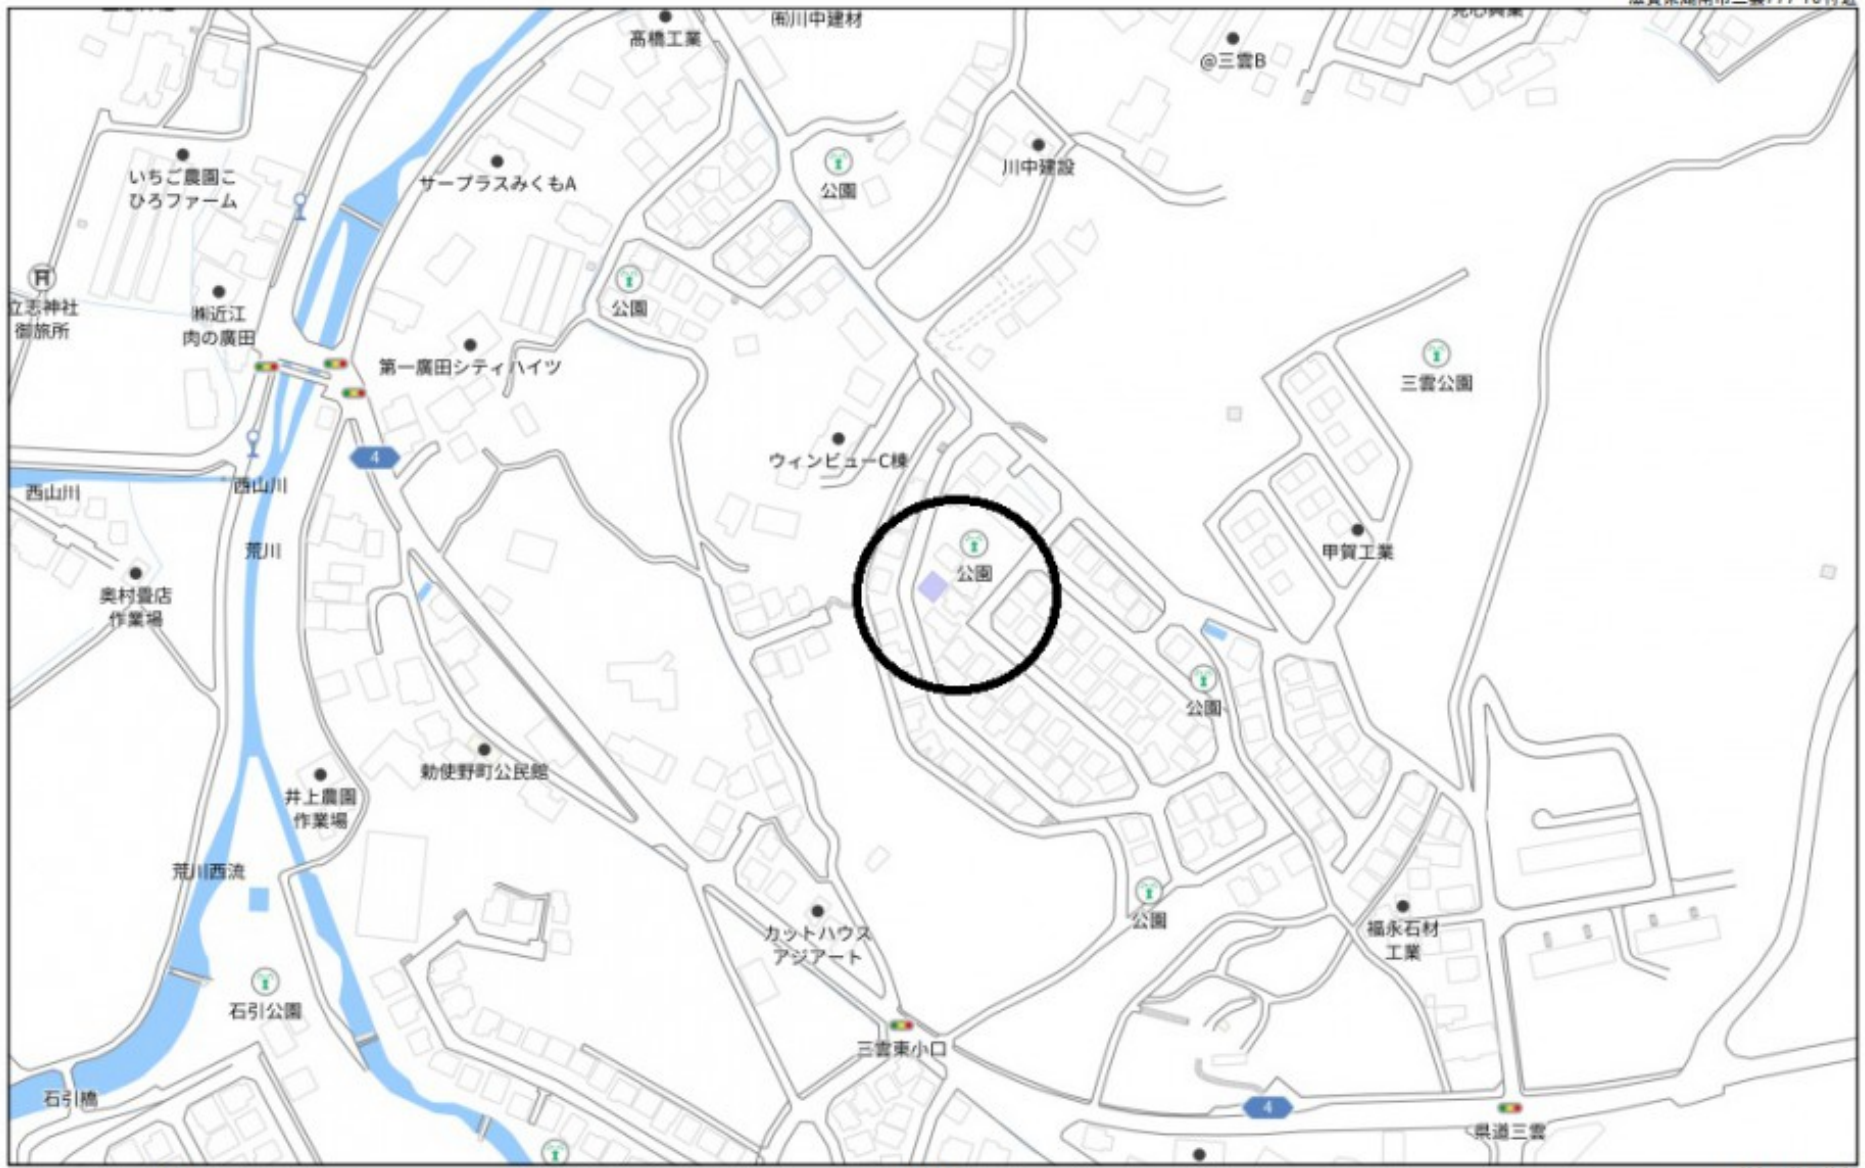 ㈲川中建材
髙橋工業
@三雲B
いちご農園こ
ひろファーム
サープラスみくもA
公園
川中建設
立志神社
御旅所
㈱近江
肉の廣田
公園
第一廣田シティハイツ
三雲公園
4
ウィンビューC棟
西山川
西山川
荒川
公園
甲賀工業
奥村畳店
作業場
公園
勅使野町公民館
井上農園
作業場
荒川西流
カットハウス
アジアート
公園
福永石材
工業
石引公園
三雲東小口
石引橋
4
県道三雲